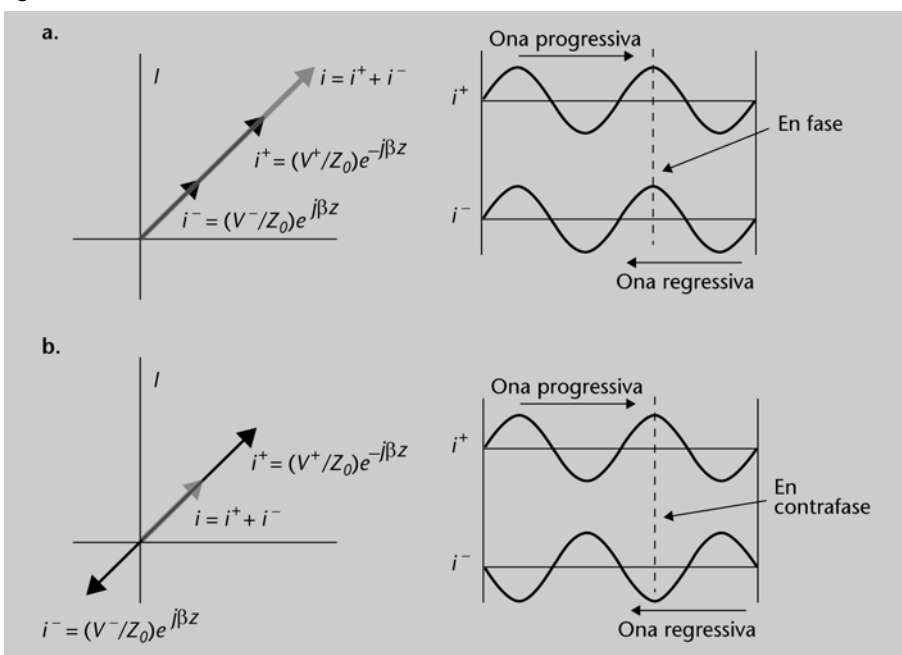 a.
I
i = i⁺ + i⁻
i⁺ = (V⁺/Z₀)e^–jβz
i⁻ = (V⁻/Z₀)e^jβz
Ona progressiva
i⁺
En fase
i⁻
Ona regressiva
b.
I
i⁺ = (V⁺/Z₀)e^–jβz
i = i⁺ + i⁻
i⁻ = (V⁻/Z₀)e^jβz
Ona progressiva
i⁺
En
contrafase
i⁻
Ona regressiva